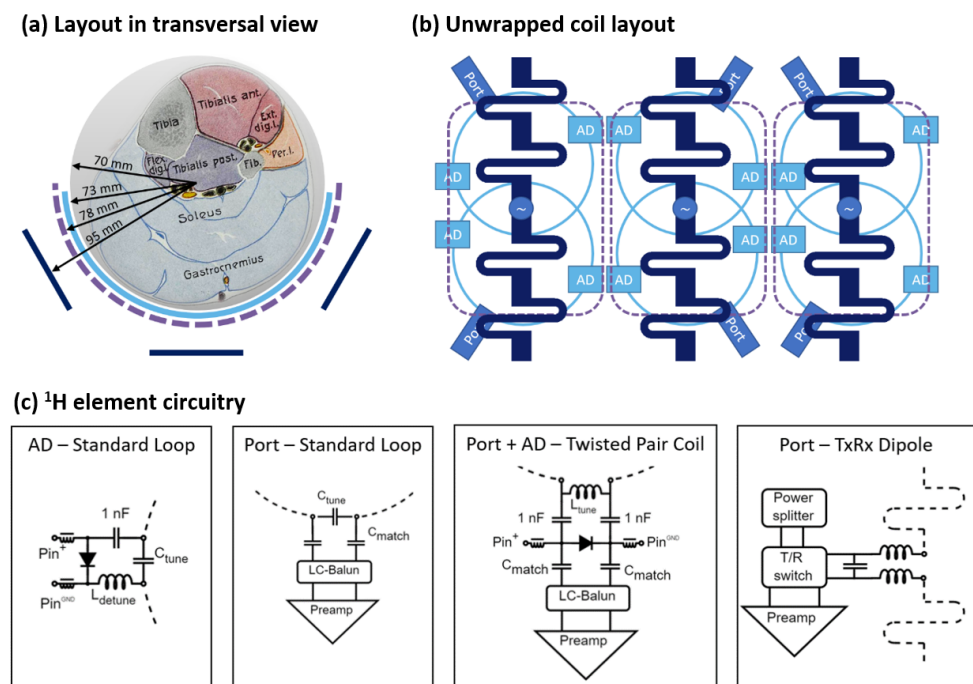 (a) Layout in transversal view
(b) Unwrapped coil layout
Tibialis ant.
Tibia
Ext.
dig.l.
Flex.
dig.l.
Tibialis post.
Fib.
Per.l.
70 mm
73 mm
78 mm
95 mm
Soleus
Gastrocnemius
Port
Port
Port
AD
AD
AD
AD
AD
AD
AD
AD
AD
~
~
~
AD
AD
AD
AD
AD
AD
Port
Port
Port
(c) ¹H element circuitry
AD – Standard Loop
1 nF
Pin⁺
C_tune
Pin^GND
L_detune
Port – Standard Loop
C_tune
C_match
LC-Balun
Preamp
Port + AD – Twisted Pair Coil
L_tune
1 nF
1 nF
Pin⁺
Pin^GND
C_match
C_match
LC-Balun
Preamp
Port – TxRx Dipole
Power
splitter
T/R
switch
Preamp